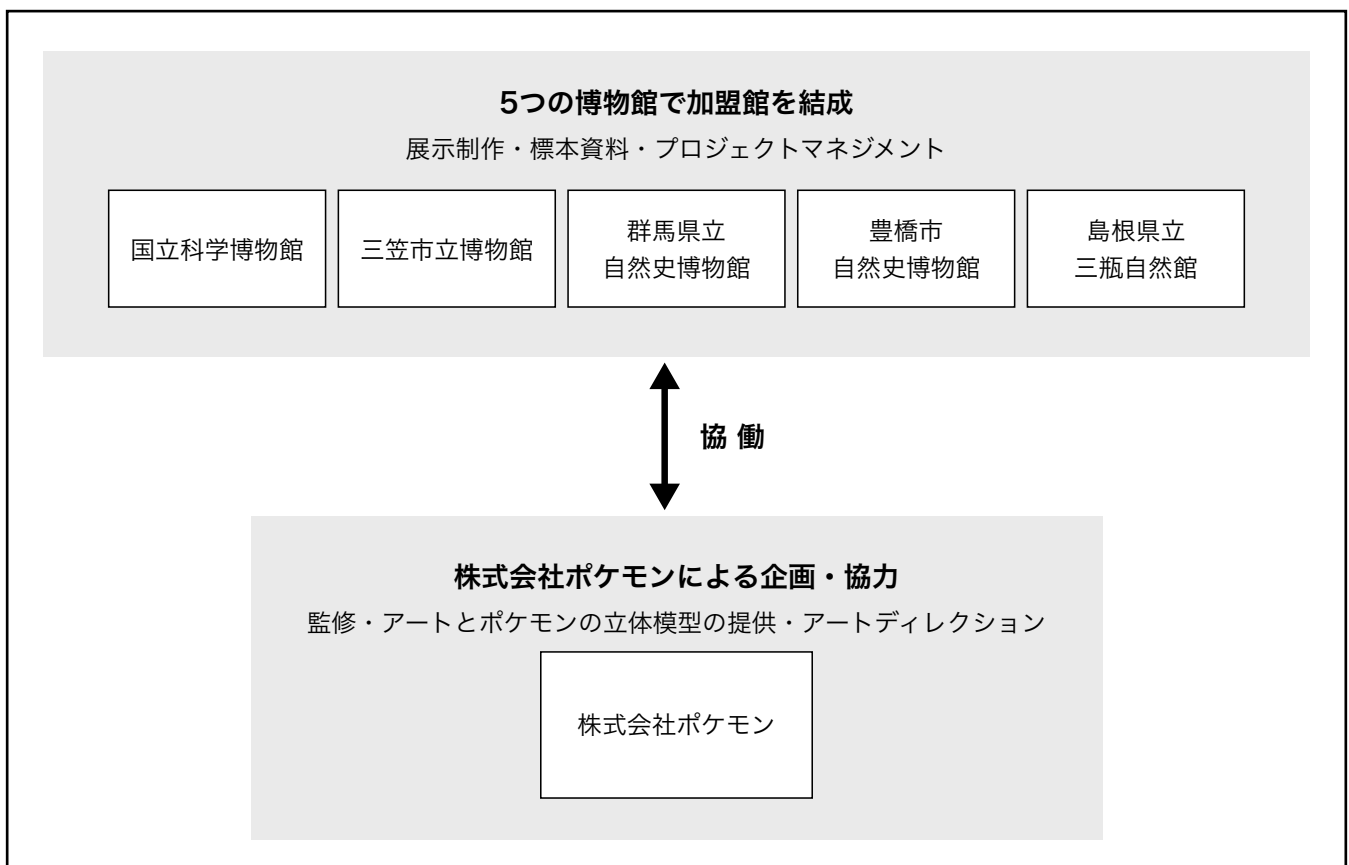 5つの博物館で加盟館を結成
展示制作・標本資料・プロジェクトマネジメント
国立科学博物館
三笠市立博物館
群馬県立
自然史博物館
豊橋市
自然史博物館
島根県立
三瓶自然館
協 働
株式会社ポケモンによる企画・協力
監修・アートとポケモンの立体模型の提供・アートディレクション
株式会社ポケモン